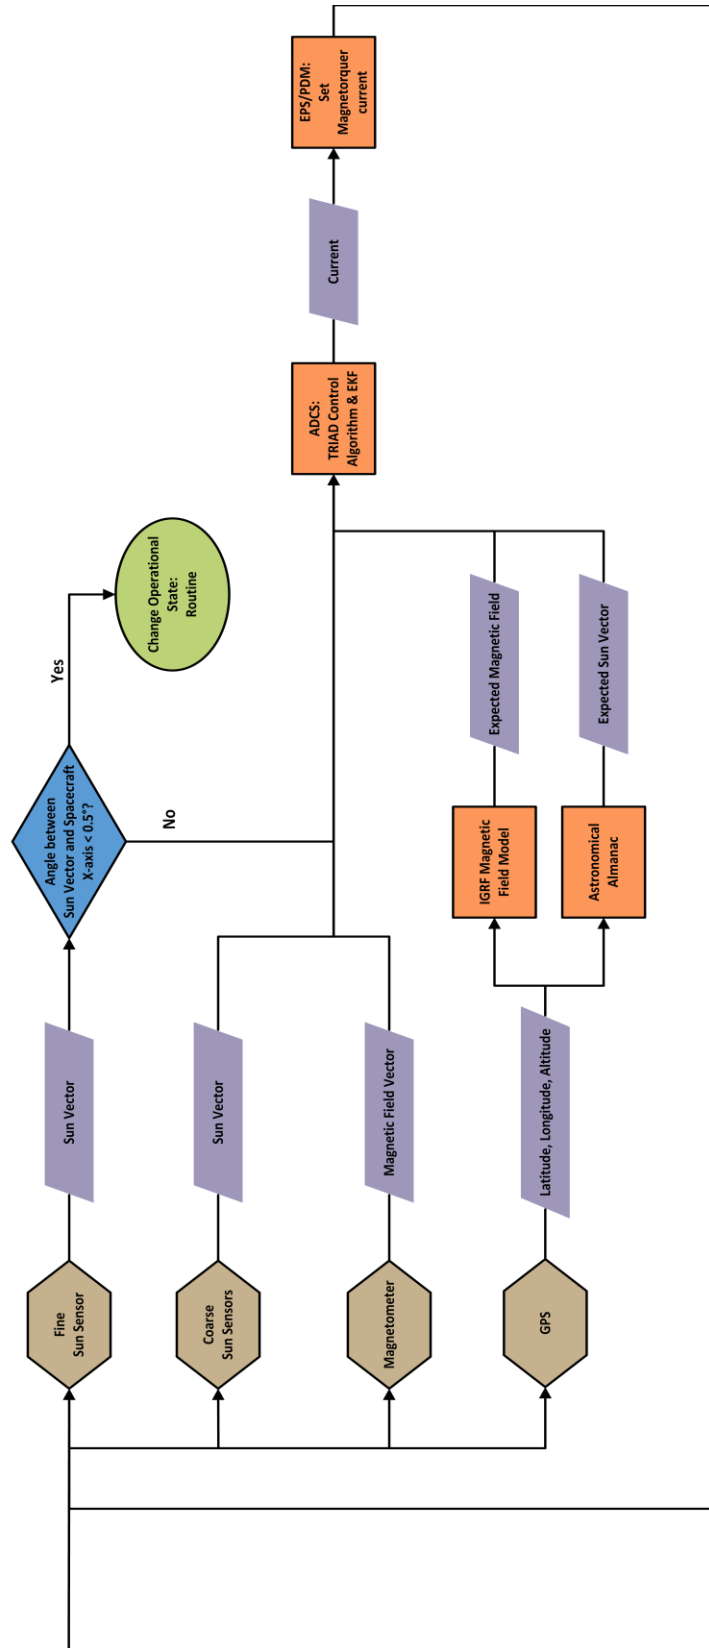 Fine
Sun Sensor
Sun Vector
Angle between
Sun Vector and Spacecraft
X-axis < 0.5°?
Yes
No
Change Operational
State:
Routine
Coarse
Sun Sensors
Sun Vector
Magnetometer
Magnetic Field Vector
ADCS:
TRIAD Control
Algorithm & EKF
Current
EPS/PDM:
Set
Magnetorquer
current
GPS
Latitude, Longitude, Altitude
IGRF Magnetic
Field Model
Expected Magnetic Field
Astronomical
Almanac
Expected Sun Vector